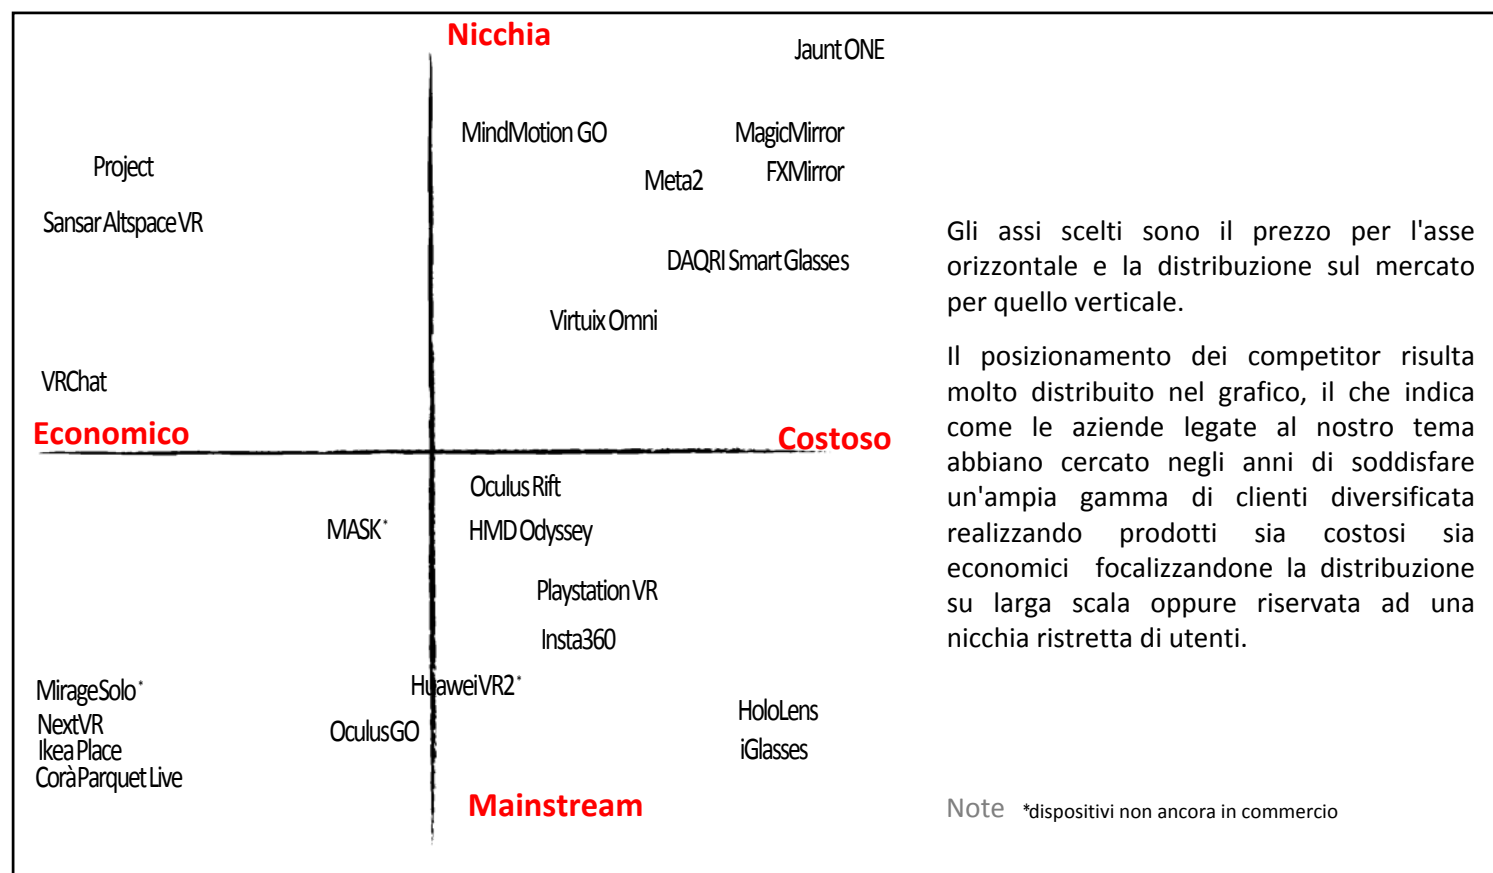 Nicchia
Jaunt ONE
MindMotion GO
MagicMirror
Project
FXMirror
Meta2
Sansar Altspace VR
DAQRI Smart Glasses
Virtuix Omni
VRChat
Economico
Costoso
Oculus Rift
MASK*
HMD Odyssey
Playstation VR
Insta360
MirageSolo*
HuaweiVR2*
NextVR
OculusGO
HoloLens
Ikea Place
iGlasses
Corà Parquet Live
Mainstream
Gli assi scelti sono il prezzo per l'asse
orizzontale e la distribuzione sul mercato
per quello verticale.
Il posizionamento dei competitor risulta
molto distribuito nel grafico, il che indica
come le aziende legate al nostro tema
abbiano cercato negli anni di soddisfare
un'ampia gamma di clienti diversificata
realizzando prodotti sia costosi sia
economici focalizzandone la distribuzione
su larga scala oppure riservata ad una
nicchia ristretta di utenti.
Note *dispositivi non ancora in commercio